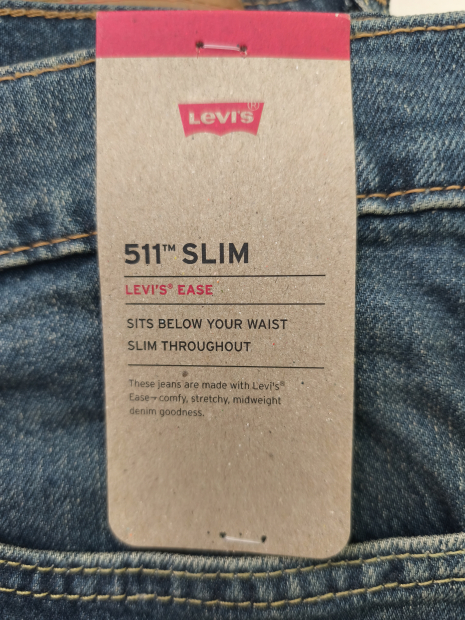 Levi's®
511™ SLIM
LEVI'S® EASE
SITS BELOW YOUR WAIST
SLIM THROUGHOUT
These jeans are made with Levi's®
Ease→comfy, stretchy, midweight
denim goodness.